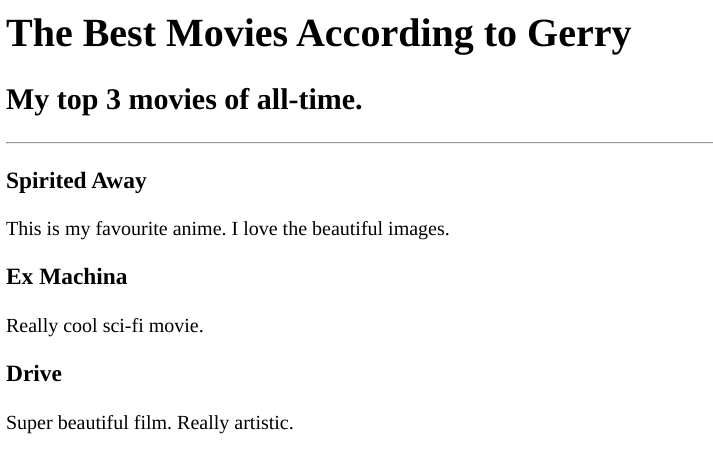 The Best Movies According to Gerry
My top 3 movies of all-time.
Spirited Away
This is my favourite anime. I love the beautiful images.
Ex Machina
Really cool sci-fi movie.
Drive
Super beautiful film. Really artistic.